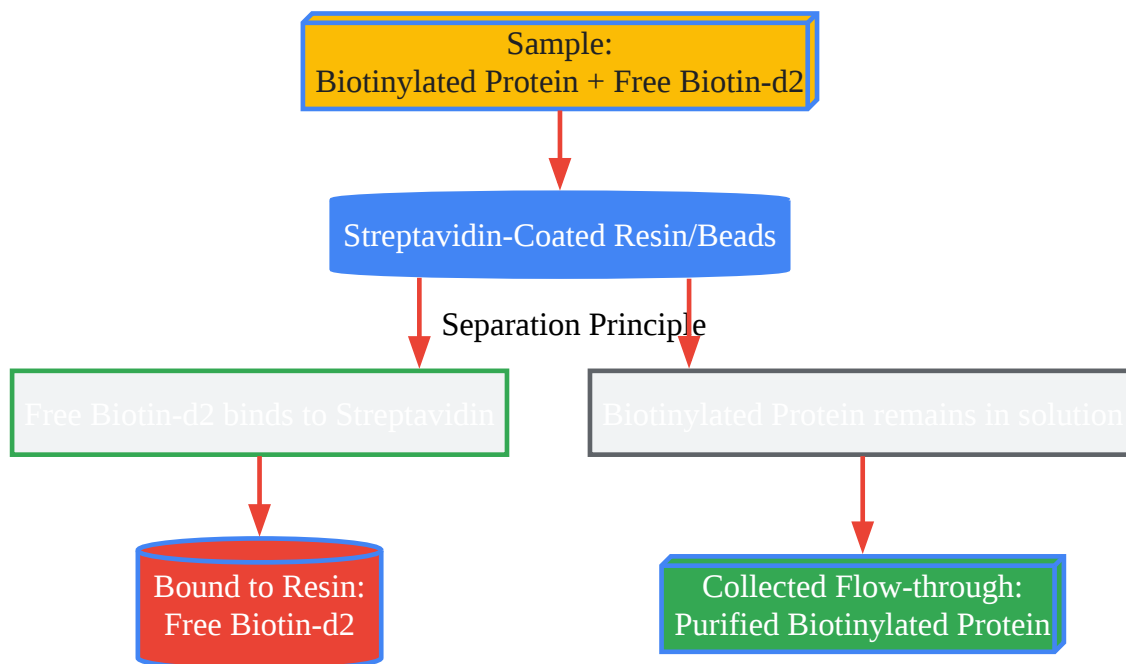 Sample:
Biotinylated Protein + Free Biotin-d2
Streptavidin-Coated Resin/Beads
Separation Principle
Free Biotin-d2 binds to Streptavidin
Biotinylated Protein remains in solution
Bound to Resin:
Free Biotin-d2
Collected Flow-through:
Purified Biotinylated Protein